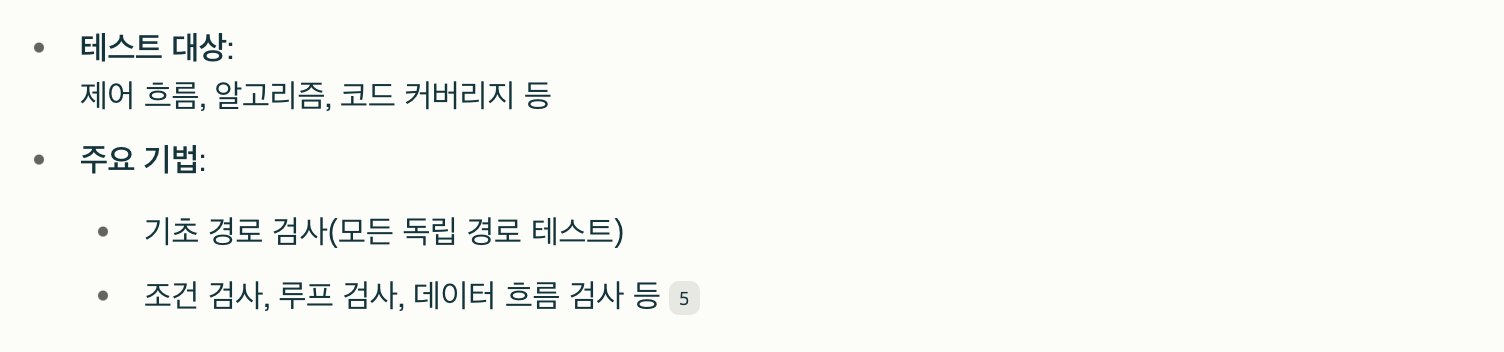 테스트 대상:
제어 흐름, 알고리즘, 코드 커버리지 등
주요 기법:
기초 경로 검사(모든 독립 경로 테스트)
조건 검사, 루프 검사, 데이터 흐름 검사 등 5